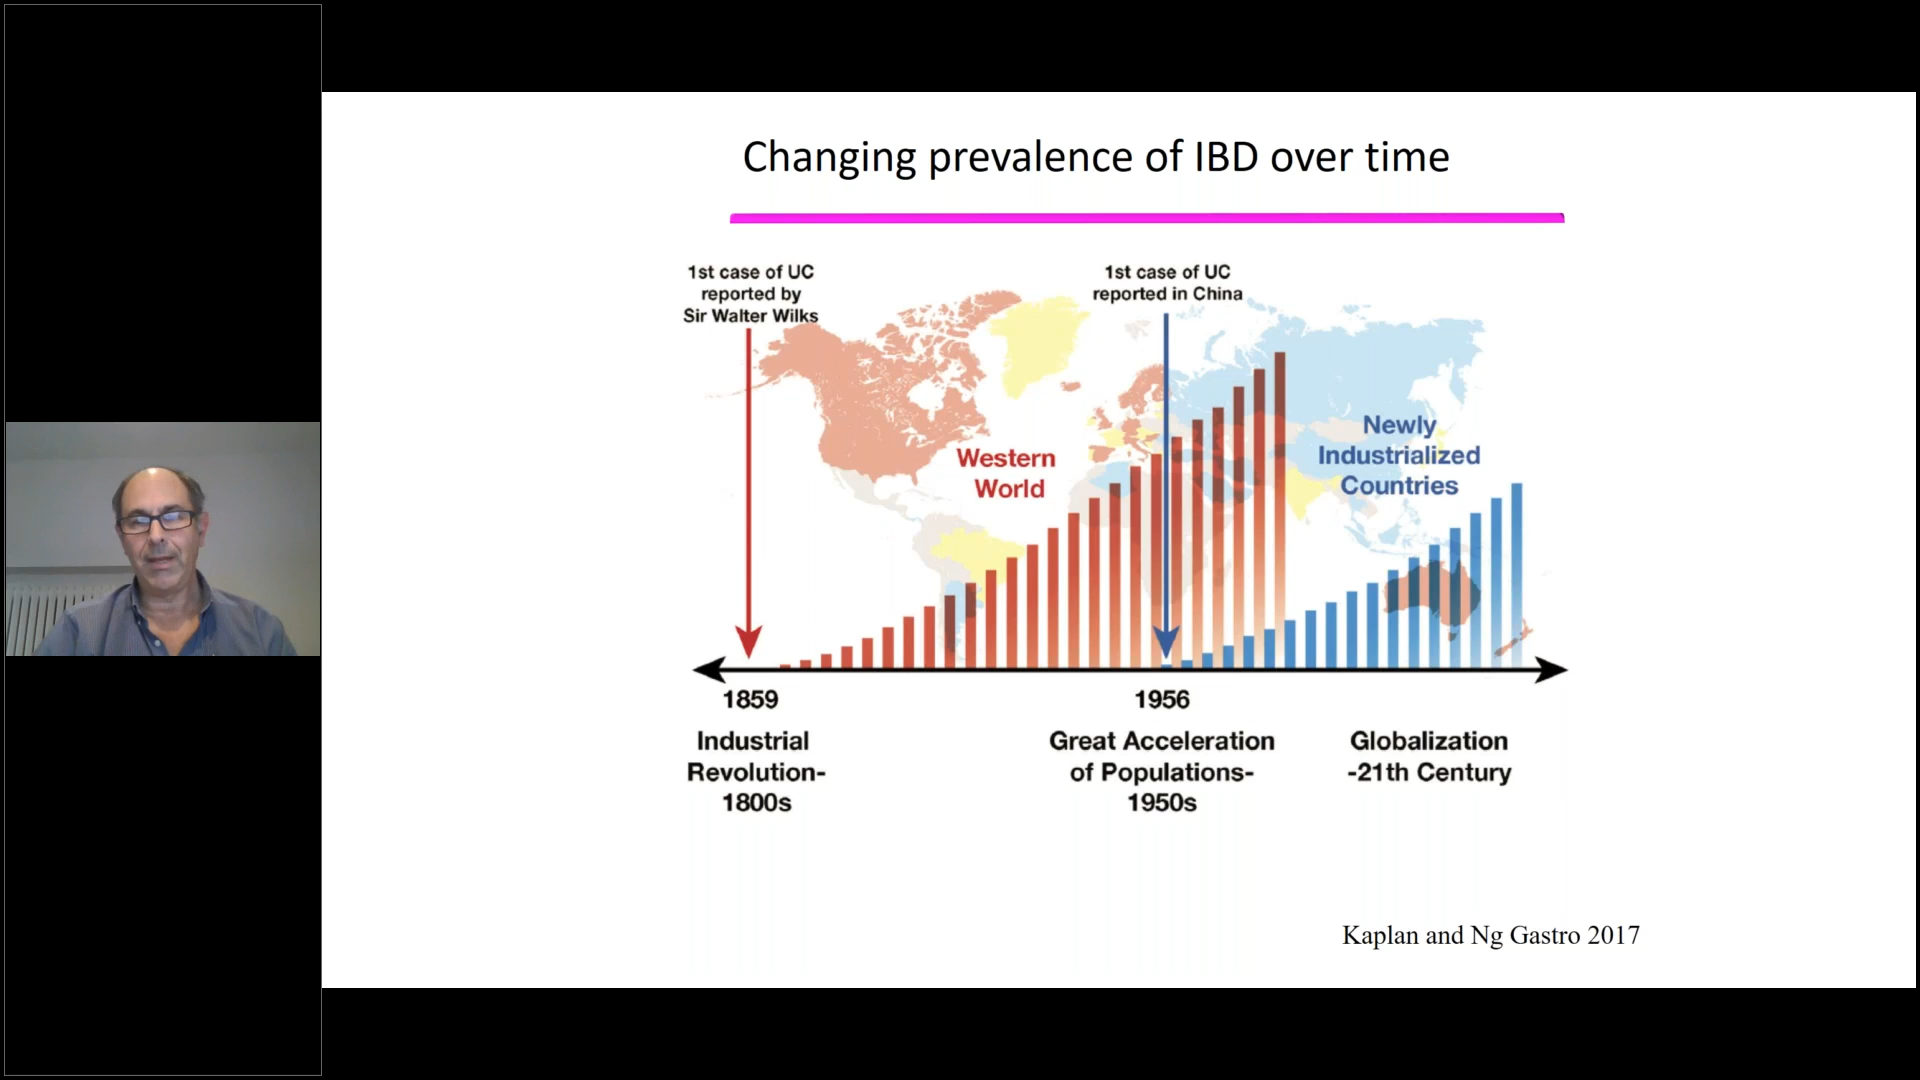 Changing prevalence of IBD over time
1st case of UC
reported by
Sir Walter Wilks
1st case of UC
reported in China
Western
World
Newly
Industrialized
Countries
1859
1956
Industrial
Revolution-
1800s
Great Acceleration
of Populations-
1950s
Globalization
-21th Century
Kaplan and Ng Gastro 2017